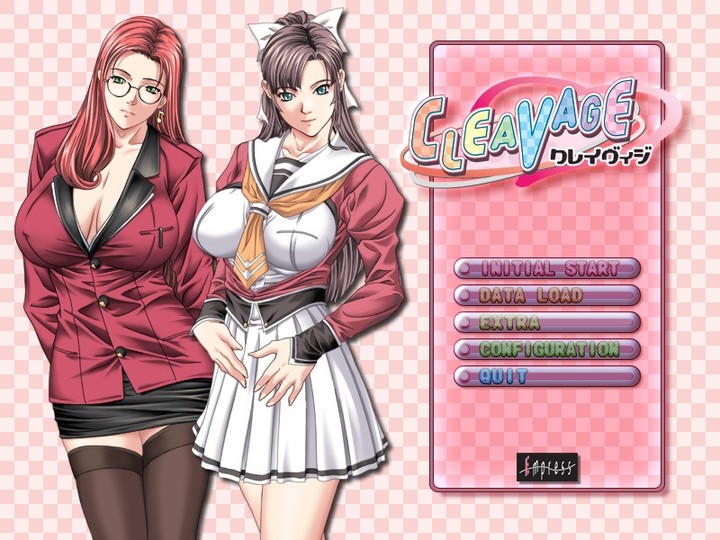 CLEAVAGE
クレイヴィジ
INITIAL START
DATA LOAD
EXTRA
CONFIGURATION
QUIT
Empress